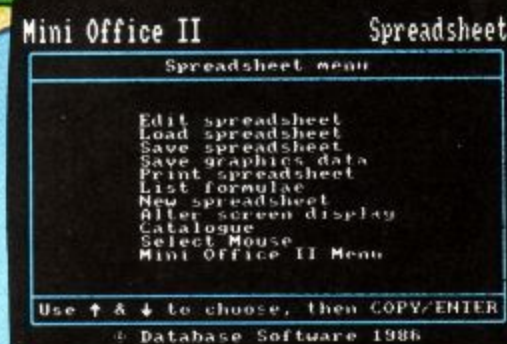 Mini Office II Spreadsheet
Spreadsheet menu
Edit spreadsheet
Load spreadsheet
Save spreadsheet
Save graphics data
Print spreadsheet
List formulae
New spreadsheet
Alter screen display
Catalogue
Select Mouse
Mini Office II Menu
Use ↑ & ↓ to choose, then COPY/ENTER
© Database Software 1986